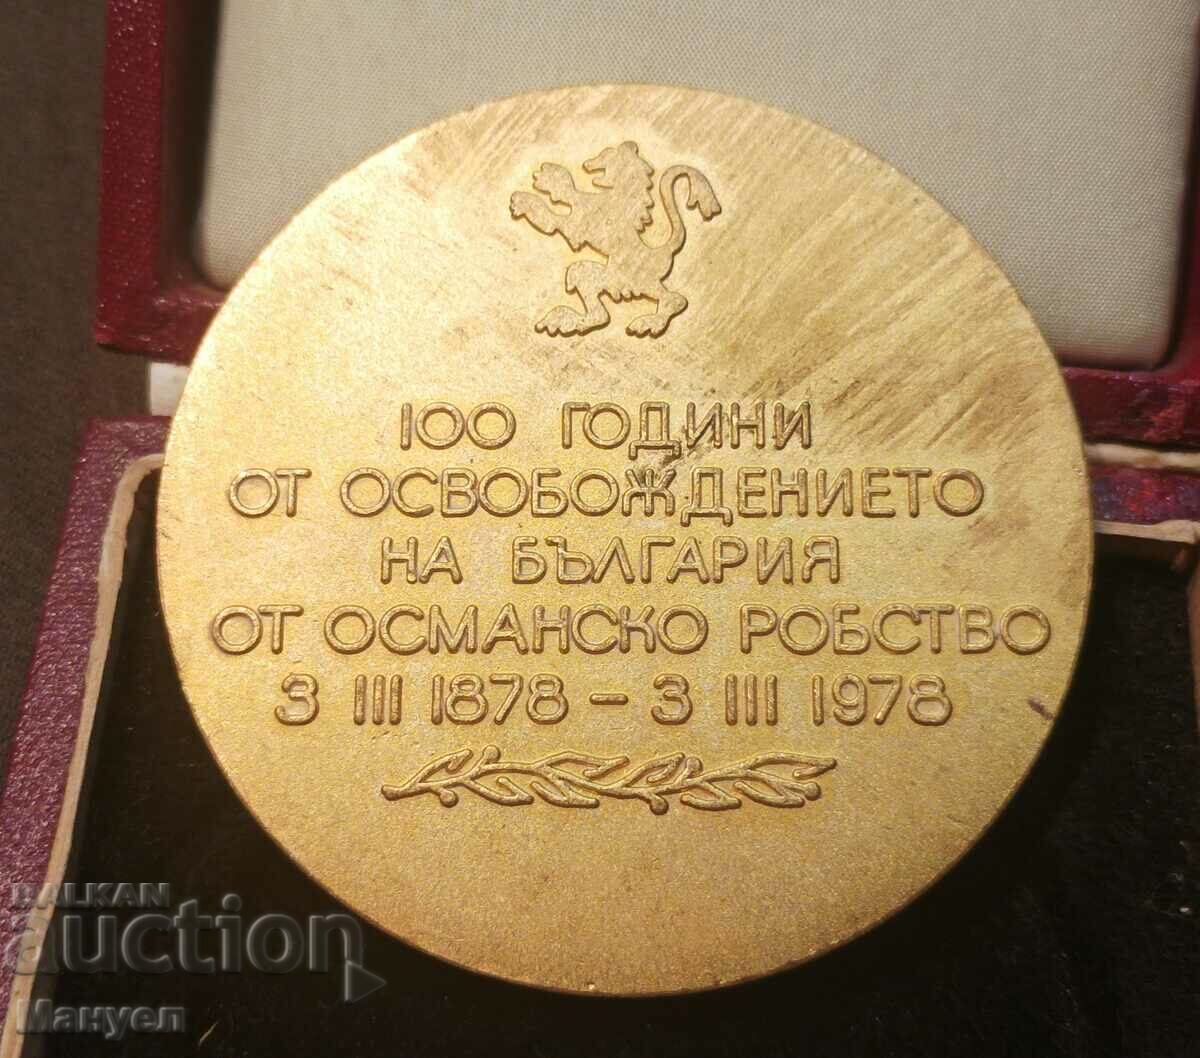 100 ГОДИНИ
ОТ ОСВОБОЖДЕНИЕТО
НА БЪЛГАРИЯ
ОТ ОСМАНСКО РОБСТВО
3 III 1878 – 3 III 1978
BALKAN
auction
Мануел